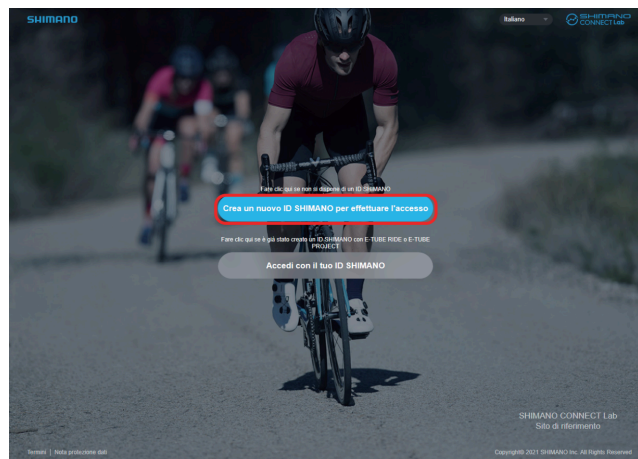 SHIMANO
Italiano
SHIMANO
CONNECT Lab
Fare clic qui se non si dispone di un ID SHIMANO
Crea un nuovo ID SHIMANO per effettuare l'accesso
Fare clic qui se è già stato creato un ID SHIMANO con E-TUBE RIDE o E-TUBE
PROJECT
Accedi con il tuo ID SHIMANO
SHIMANO CONNECT Lab
Sito di riferimento
Termini | Nota protezione dati
Copyright© 2021 SHIMANO Inc. All Rights Reserved